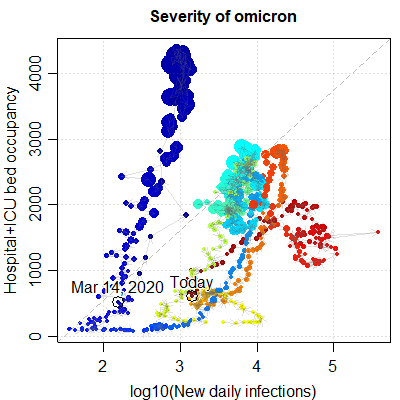 Severity of omicron
Hospital+ICU bed occupancy
4000
3000
2000
1000
0
Mar 14, 2020
Today
2
3
4
5
log10(New daily infections)